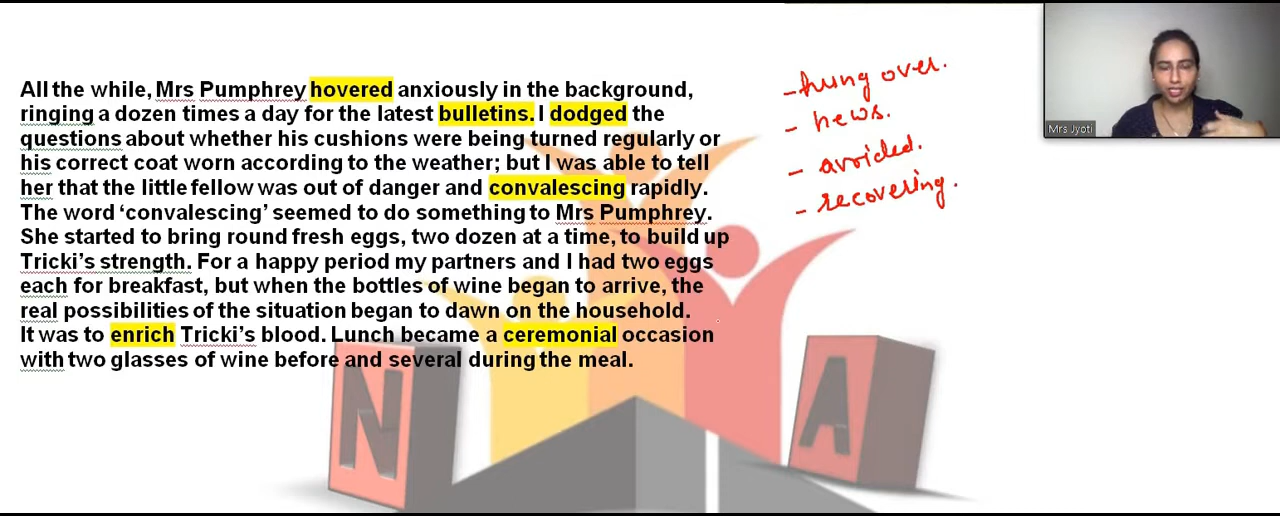 All the while, Mrs Pumphrey hovered anxiously in the background,
ringing a dozen times a day for the latest bulletins. I dodged the
questions about whether his cushions were being turned regularly or
his correct coat worn according to the weather; but I was able to tell
her that the little fellow was out of danger and convalescing rapidly.
The word ‘convalescing’ seemed to do something to Mrs Pumphrey.
She started to bring round fresh eggs, two dozen at a time, to build up
Tricki’s strength. For a happy period my partners and I had two eggs
each for breakfast, but when the bottles of wine began to arrive, the
real possibilities of the situation began to dawn on the household.
It was to enrich Tricki’s blood. Lunch became a ceremonial occasion
with two glasses of wine before and several during the meal.
- hung over.
- news.
- avoided.
- recovering.
Mrs Jyoti
N
A